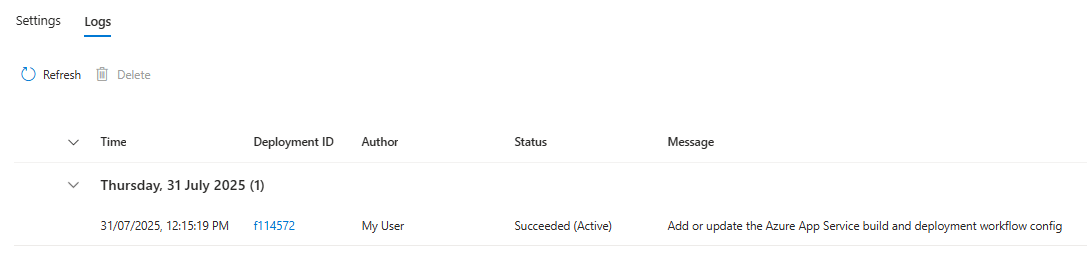 Settings Logs
Refresh Delete
Time Deployment ID Author Status Message
Thursday, 31 July 2025 (1)
31/07/2025, 12:15:19 PM f114572 My User Succeeded (Active) Add or update the Azure App Service build and deployment workflow config